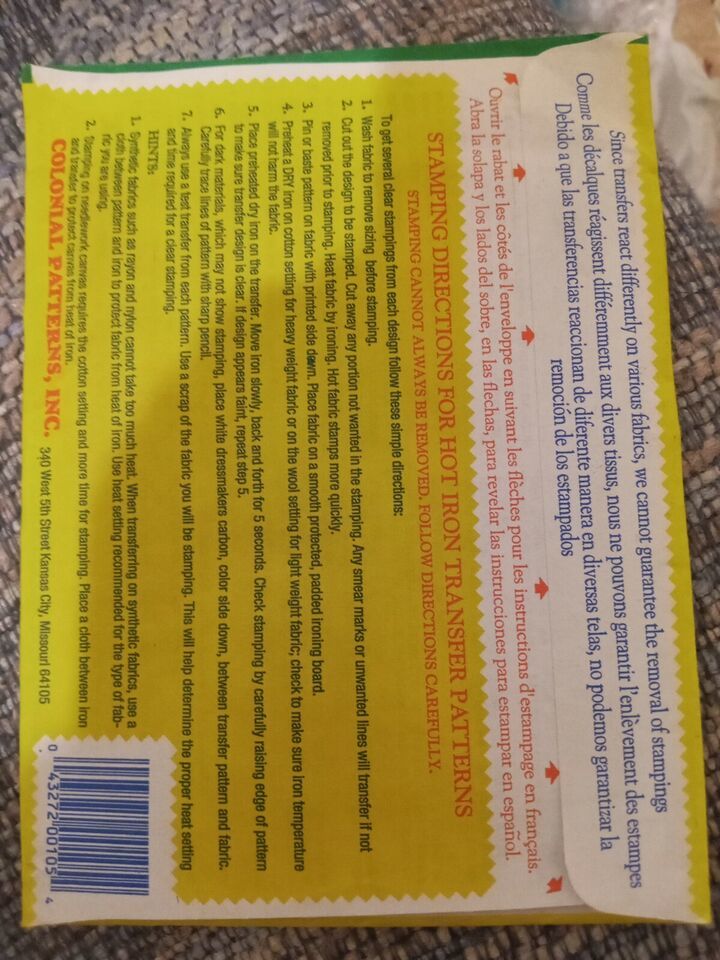 Since transfers react differently on various fabrics, we cannot guarantee the removal of stampings
Comme les décalques réagissent différemment aux divers tissus, nous ne pouvons garantir l'enlèvement des estampes
Debido a que las transferencias reaccionan de diferente manera en diversas telas, no podemos garantizar la
remoción de los estampados
Ouvrir le rabat et les côtés de l'enveloppe en suivant les flèches pour les instructions d'estampage en français.
Abra la solapa y los lados del sobre, en las flechas, para revelar las instrucciones para estampar en español.
STAMPING DIRECTIONS FOR HOT IRON TRANSFER PATTERNS
STAMPING CANNOT ALWAYS BE REMOVED. FOLLOW DIRECTIONS CAREFULLY.
To get several clear stampings from each design follow these simple directions:
1. Wash fabric to remove sizing before stamping.
2. Cut out the design to be stamped. Cut away any portion not wanted in the stamping. Any smear marks or unwanted lines will transfer if not
removed prior to stamping. Heat fabric by ironing. Hot fabric stamps more quickly.
3. Pin or baste pattern on fabric with printed side down. Place fabric on a smooth protected, padded ironing board.
4. Preheat a DRY iron on cotton setting for heavy weight fabric or on the wool setting for light weight fabric; check to make sure iron temperature
will not harm the fabric.
5. Place preheated dry iron on the transfer. Move iron slowly, back and forth for 5 seconds. Check stamping by carefully raising edge of pattern
to make sure transfer design is clear. If design appears faint, repeat step 5.
6. For dark materials, which may not show stamping, place white dressmakers carbon, color side down, between transfer pattern and fabric.
Carefully trace lines of pattern with sharp pencil.
7. Always use a test transfer from each pattern. Use a scrap of the fabric you will be stamping. This will help determine the proper heat setting
and time required for a clear stamping.
HINTS:
1. Synthetic fabrics such as rayon and nylon cannot take too much heat. When transferring on synthetic fabrics, use a
cloth between pattern and iron to protect fabric from heat of iron. Use heat setting recommended for the type of fab-
ric you are using.
2. Stamping on needlework canvas requires the cotton setting and more time for stamping. Place a cloth between iron
and transfer to protect canvas from heat of iron.
COLONIAL PATTERNS, INC. 340 West 5th Street Kansas City, Missouri 64105
0 43272 00105 4